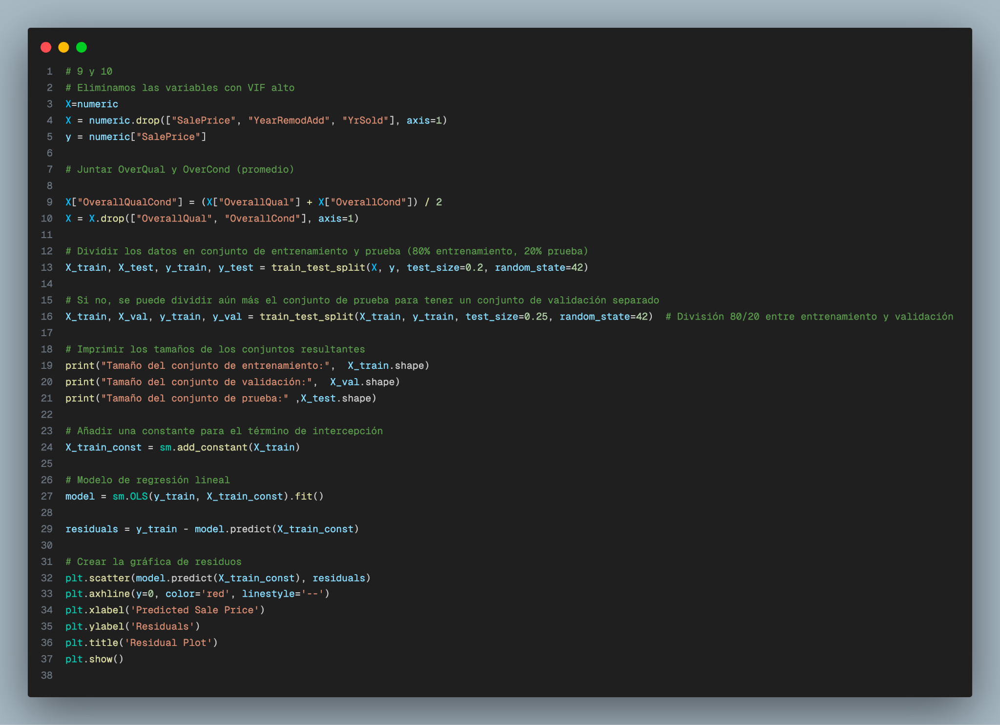 1 # 9 y 10
2 # Eliminamos las variables con VIF alto
3 X=numeric
4 X = numeric.drop(["SalePrice", "YearRemodAdd", "YrSold"], axis=1)
5 y = numeric["SalePrice"]
6
7 # Juntar OverQual y OverCond (promedio)
8
9 X["OverallQualCond"] = (X["OverallQual"] + X["OverallCond"]) / 2
10 X = X.drop(["OverallQual", "OverallCond"], axis=1)
11
12 # Dividir los datos en conjunto de entrenamiento y prueba (80% entrenamiento, 20% prueba)
13 X_train, X_test, y_train, y_test = train_test_split(X, y, test_size=0.2, random_state=42)
14
15 # Si no, se puede dividir aún más el conjunto de prueba para tener un conjunto de validación separado
16 X_train, X_val, y_train, y_val = train_test_split(X_train, y_train, test_size=0.25, random_state=42)  # División 80/20 entre entrenamiento y validación
17
18 # Imprimir los tamaños de los conjuntos resultantes
19 print("Tamaño del conjunto de entrenamiento:",  X_train.shape)
20 print("Tamaño del conjunto de validación:",  X_val.shape)
21 print("Tamaño del conjunto de prueba:" ,X_test.shape)
22
23 # Añadir una constante para el término de intercepción
24 X_train_const = sm.add_constant(X_train)
25
26 # Modelo de regresión lineal
27 model = sm.OLS(y_train, X_train_const).fit()
28
29 residuals = y_train - model.predict(X_train_const)
30
31 # Crear la gráfica de residuos
32 plt.scatter(model.predict(X_train_const), residuals)
33 plt.axhline(y=0, color='red', linestyle='--')
34 plt.xlabel('Predicted Sale Price')
35 plt.ylabel('Residuals')
36 plt.title('Residual Plot')
37 plt.show()
38